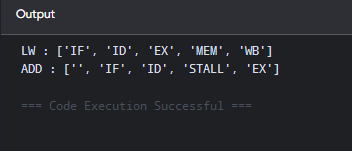 Output
LW : ['IF', 'ID', 'EX', 'MEM', 'WB']
ADD : ['', 'IF', 'ID', 'STALL', 'EX']
=== Code Execution Successful ===